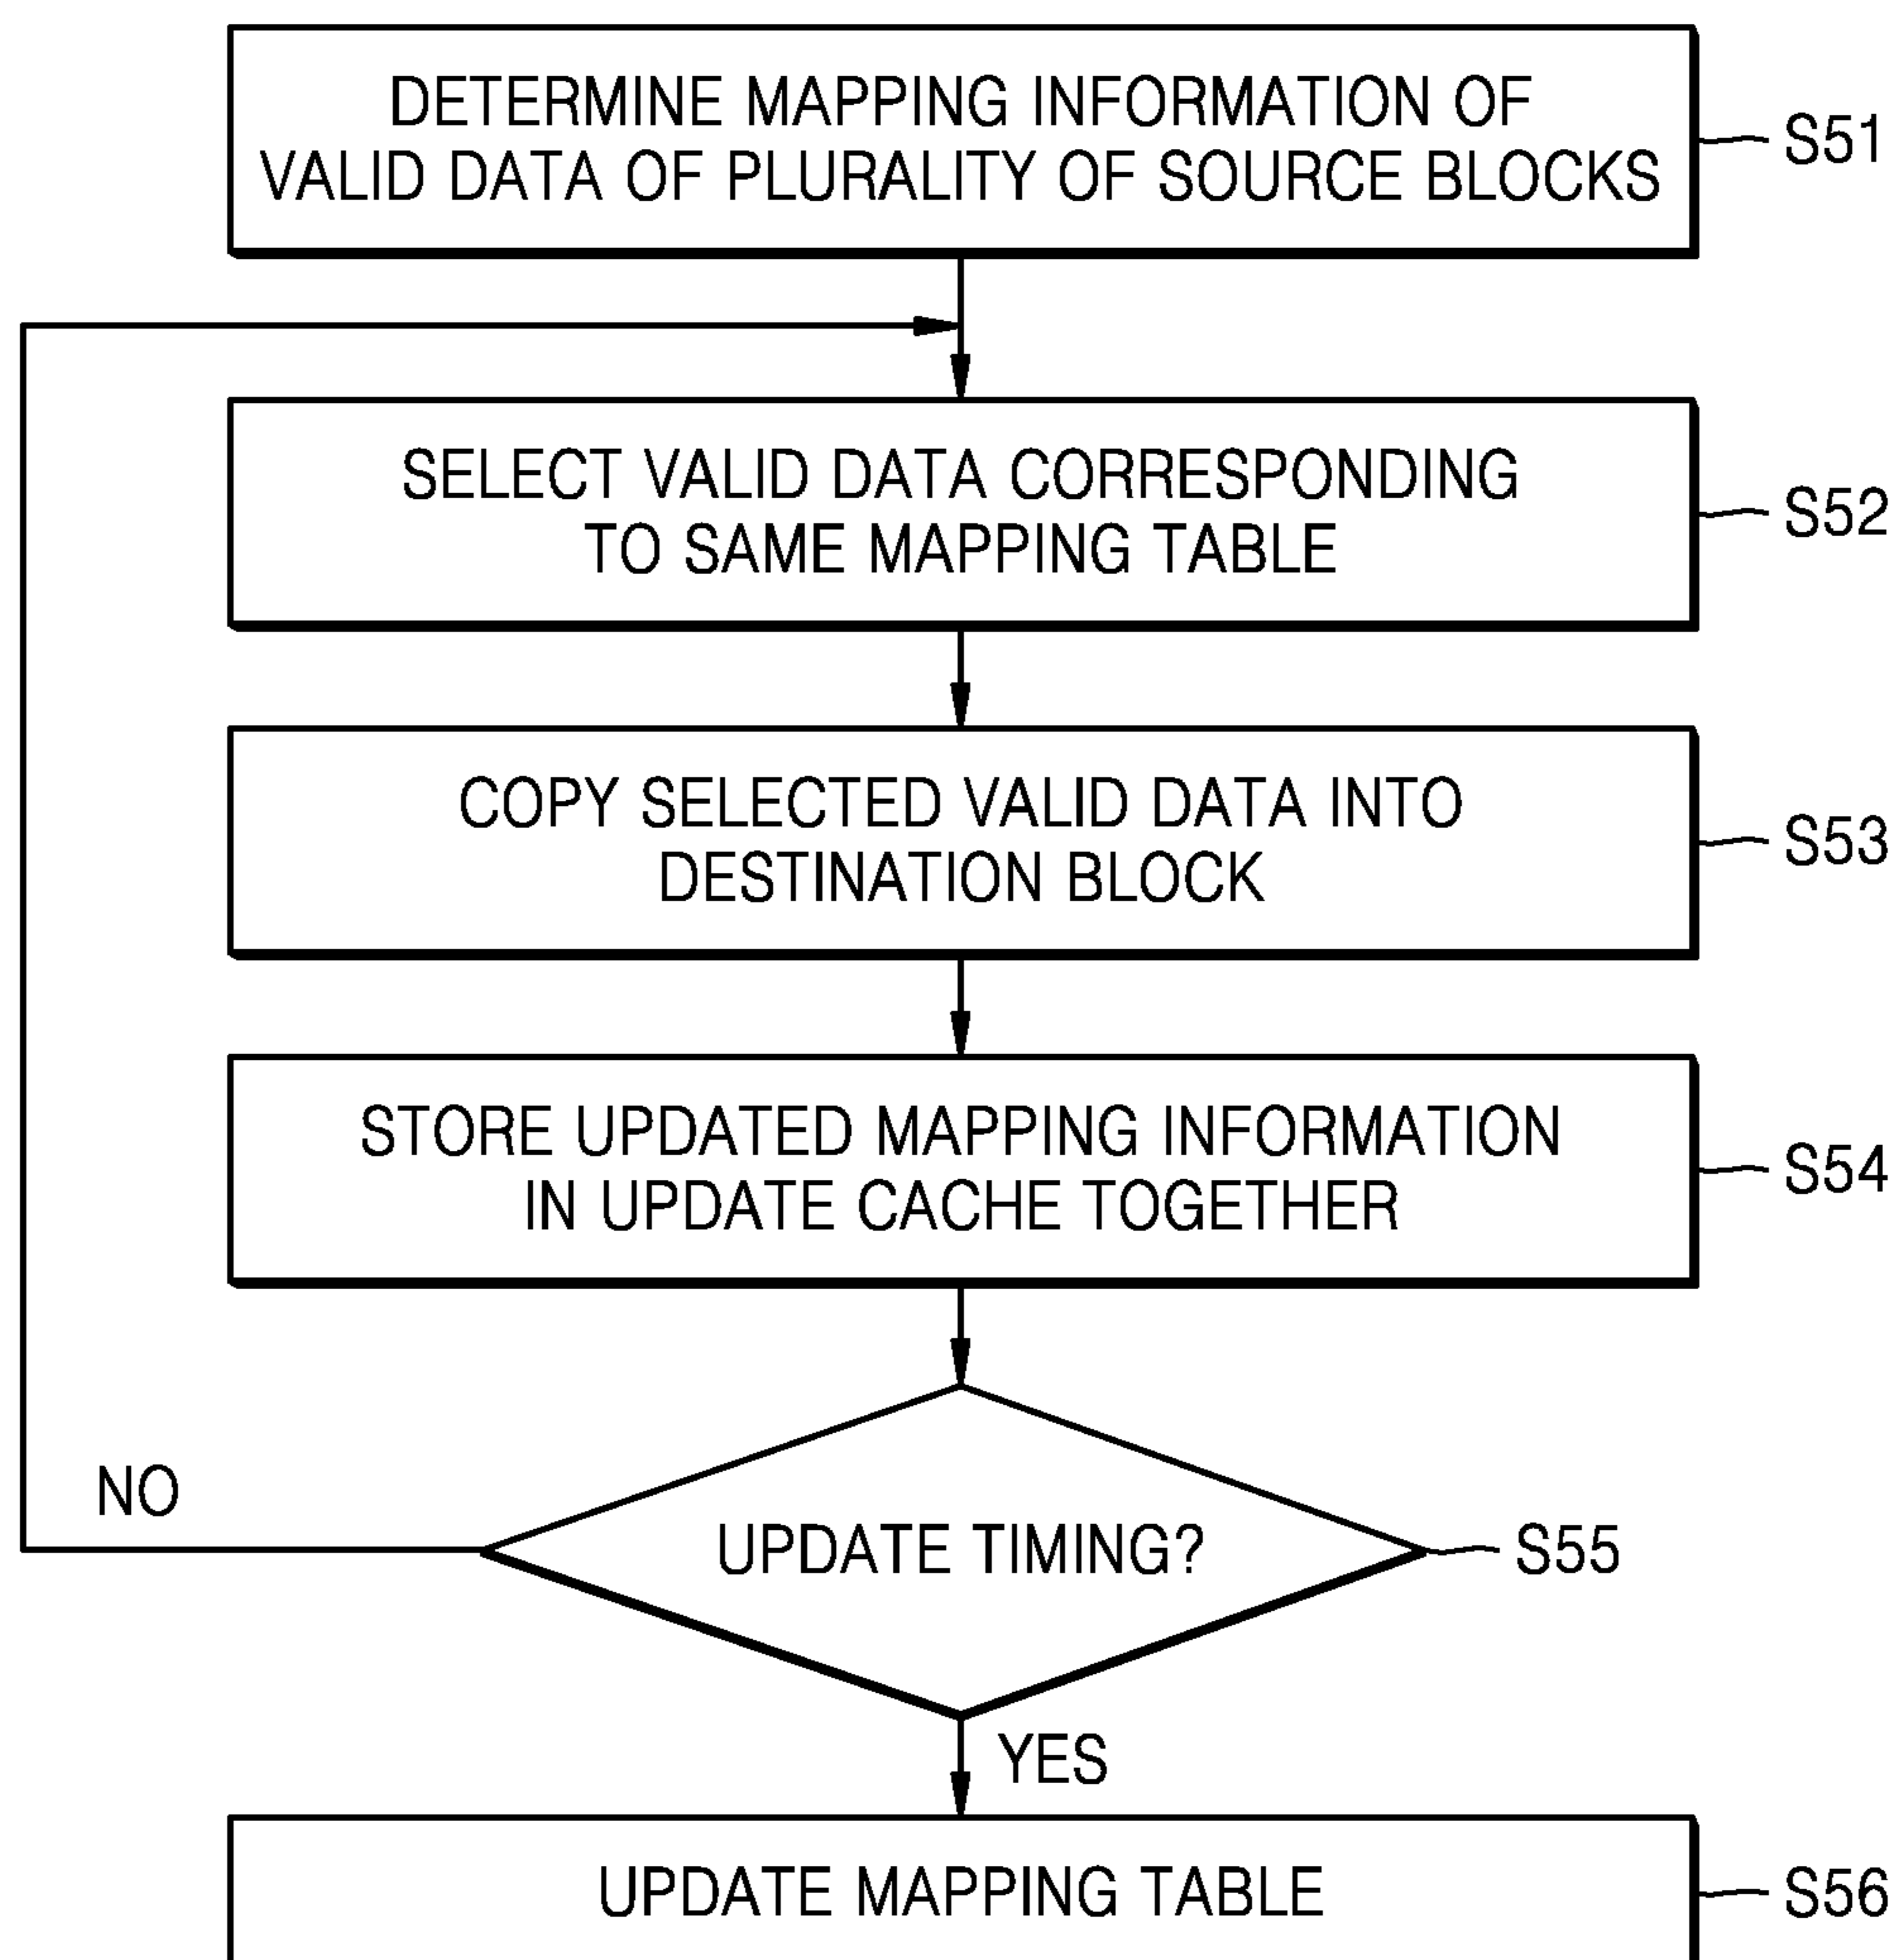 DETERMINE MAPPING INFORMATION OF
VALID DATA OF PLURALITY OF SOURCE BLOCKS
S51
SELECT VALID DATA CORRESPONDING
TO SAME MAPPING TABLE
S52
COPY SELECTED VALID DATA INTO
DESTINATION BLOCK
S53
STORE UPDATED MAPPING INFORMATION
IN UPDATE CACHE TOGETHER
S54
NO
UPDATE TIMING?
S55
YES
UPDATE MAPPING TABLE
S56